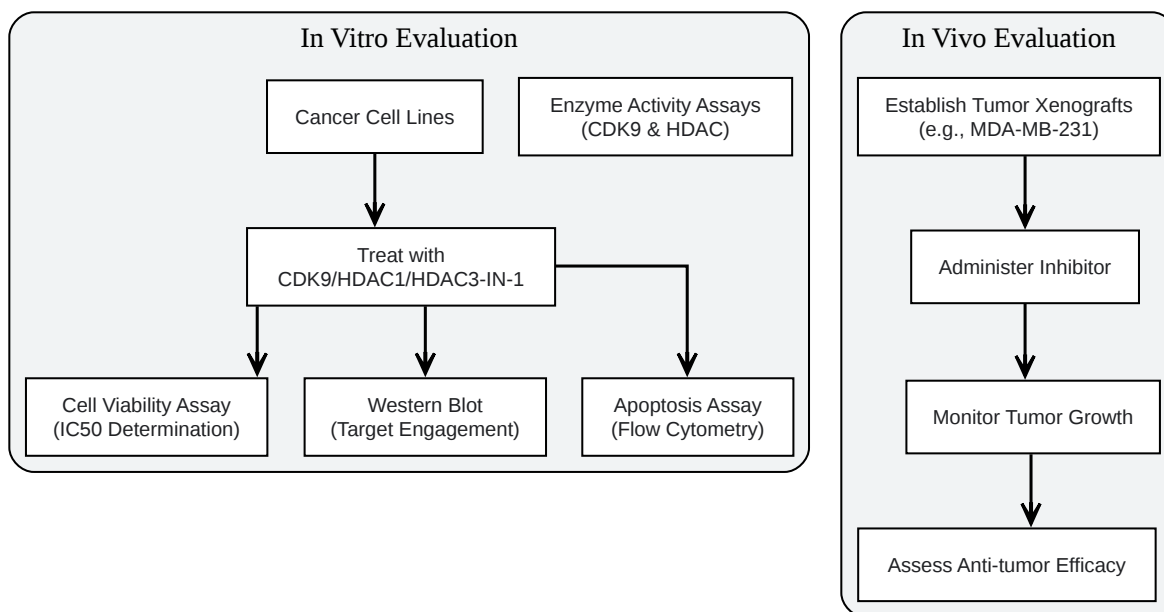 In Vitro Evaluation
Cancer Cell Lines
Enzyme Activity Assays
(CDK9 & HDAC)
Treat with
CDK9/HDAC1/HDAC3-IN-1
Cell Viability Assay
(IC50 Determination)
Western Blot
(Target Engagement)
Apoptosis Assay
(Flow Cytometry)
In Vivo Evaluation
Establish Tumor Xenografts
(e.g., MDA-MB-231)
Administer Inhibitor
Monitor Tumor Growth
Assess Anti-tumor Efficacy